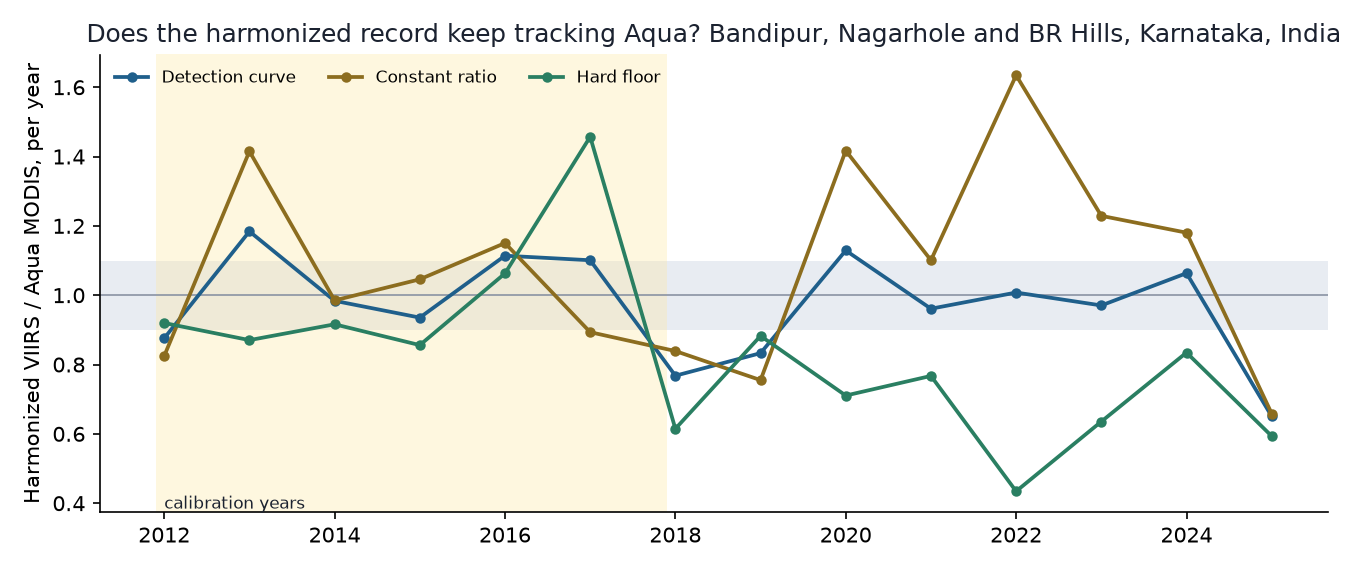 Does the harmonized record keep tracking Aqua? Bandipur, Nagarhole and BR Hills, Karnataka, India
Harmonized VIIRS / Aqua MODIS, per year
Detection curve
Constant ratio
Hard floor
1.6
1.4
1.2
1.0
0.8
0.6
0.4
calibration years
2012
2014
2016
2018
2020
2022
2024